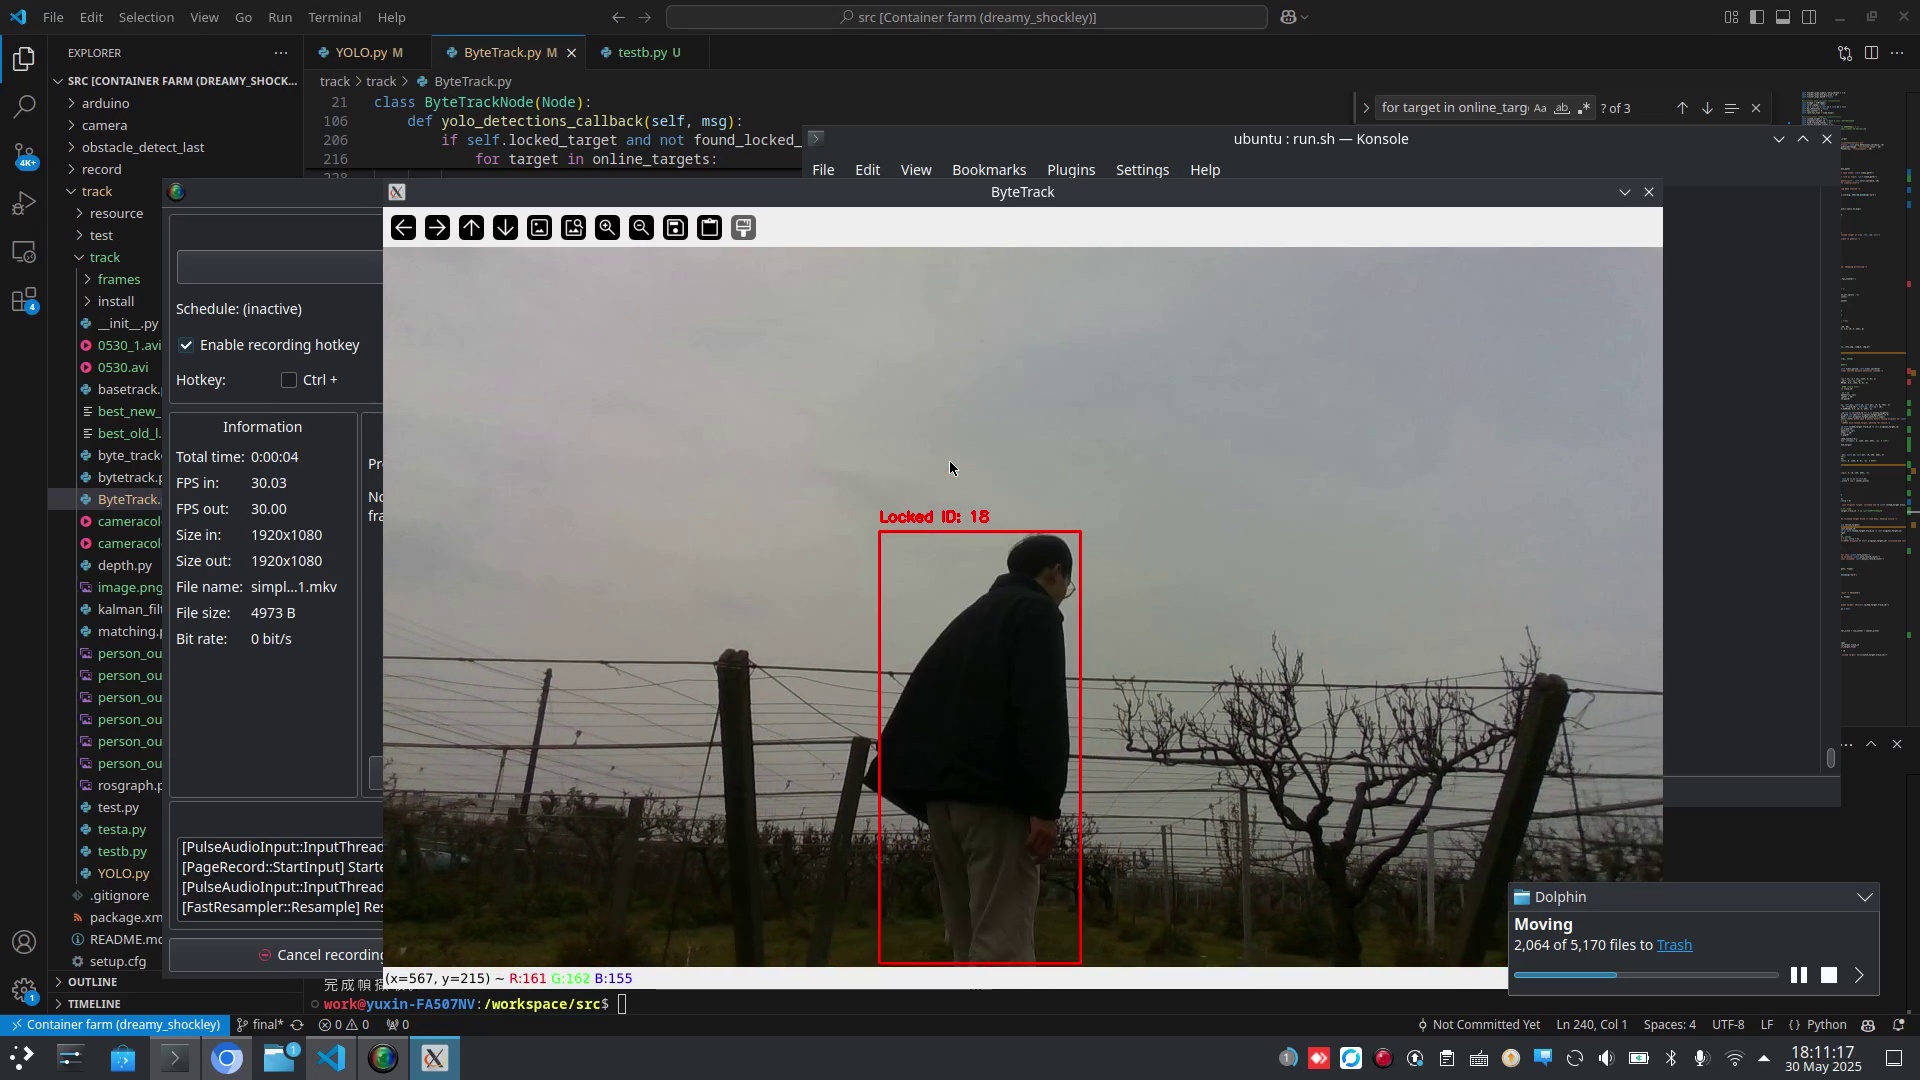 File Edit Selection View Go Run Terminal Help
src [Container farm (dreamy_shockley)]
EXPLORER
SRC [CONTAINER FARM (DREAMY_SHOCK...
arduino
camera
obstacle_detect_last
record
track
resource
test
track
frames
install
__init__.py
0530_1.avi
0530.avi
basetrack.
best_new_
best_old_l.
byte_track
bytetrack.p
ByteTrack.
cameracol
cameracol
depth.py
image.png
kalman_filt
matching.p
person_ou
person_ou
person_ou
person_ou
person_ou
person_ou
rosgraph.p
test.py
testa.py
testb.py
YOLO.py
.gitignore
package.xm
README.md
setup.cfg
OUTLINE
TIMELINE
YOLO.py M
ByteTrack.py M
testb.py U
track > track > ByteTrack.py
21 class ByteTrackNode(Node):
106 def yolo_detections_callback(self, msg):
206 if self.locked_target and not found_locked_
216 for target in online_targets:
for target in online_targ
Aa ab
? of 3
ubuntu : run.sh — Konsole
File Edit View Bookmarks Plugins Settings Help
ByteTrack
Schedule: (inactive)
Enable recording hotkey
Hotkey: Ctrl +
Information
Total time: 0:00:04
FPS in: 30.03
FPS out: 30.00
Size in: 1920x1080
Size out: 1920x1080
File name: simpl...1.mkv
File size: 4973 B
Bit rate: 0 bit/s
Pr
No
fra
[PulseAudioInput::InputThread
[PageRecord::StartInput] Starte
[PulseAudioInput::InputThread
[FastResampler::Resample] Res
Cancel recording
Locked ID: 18
(x=567, y=215) ~ R:161 G:162 B:155
work@yuxin-FA507NV:/workspace/src$
Dolphin
Moving
2,064 of 5,170 files to Trash
Container farm (dreamy_shockley) final* 0 0 0
Not Committed Yet Ln 240, Col 1 Spaces: 4 UTF-8 LF {} Python
4K+
4
1
1
1
18:11:17
30 May 2025